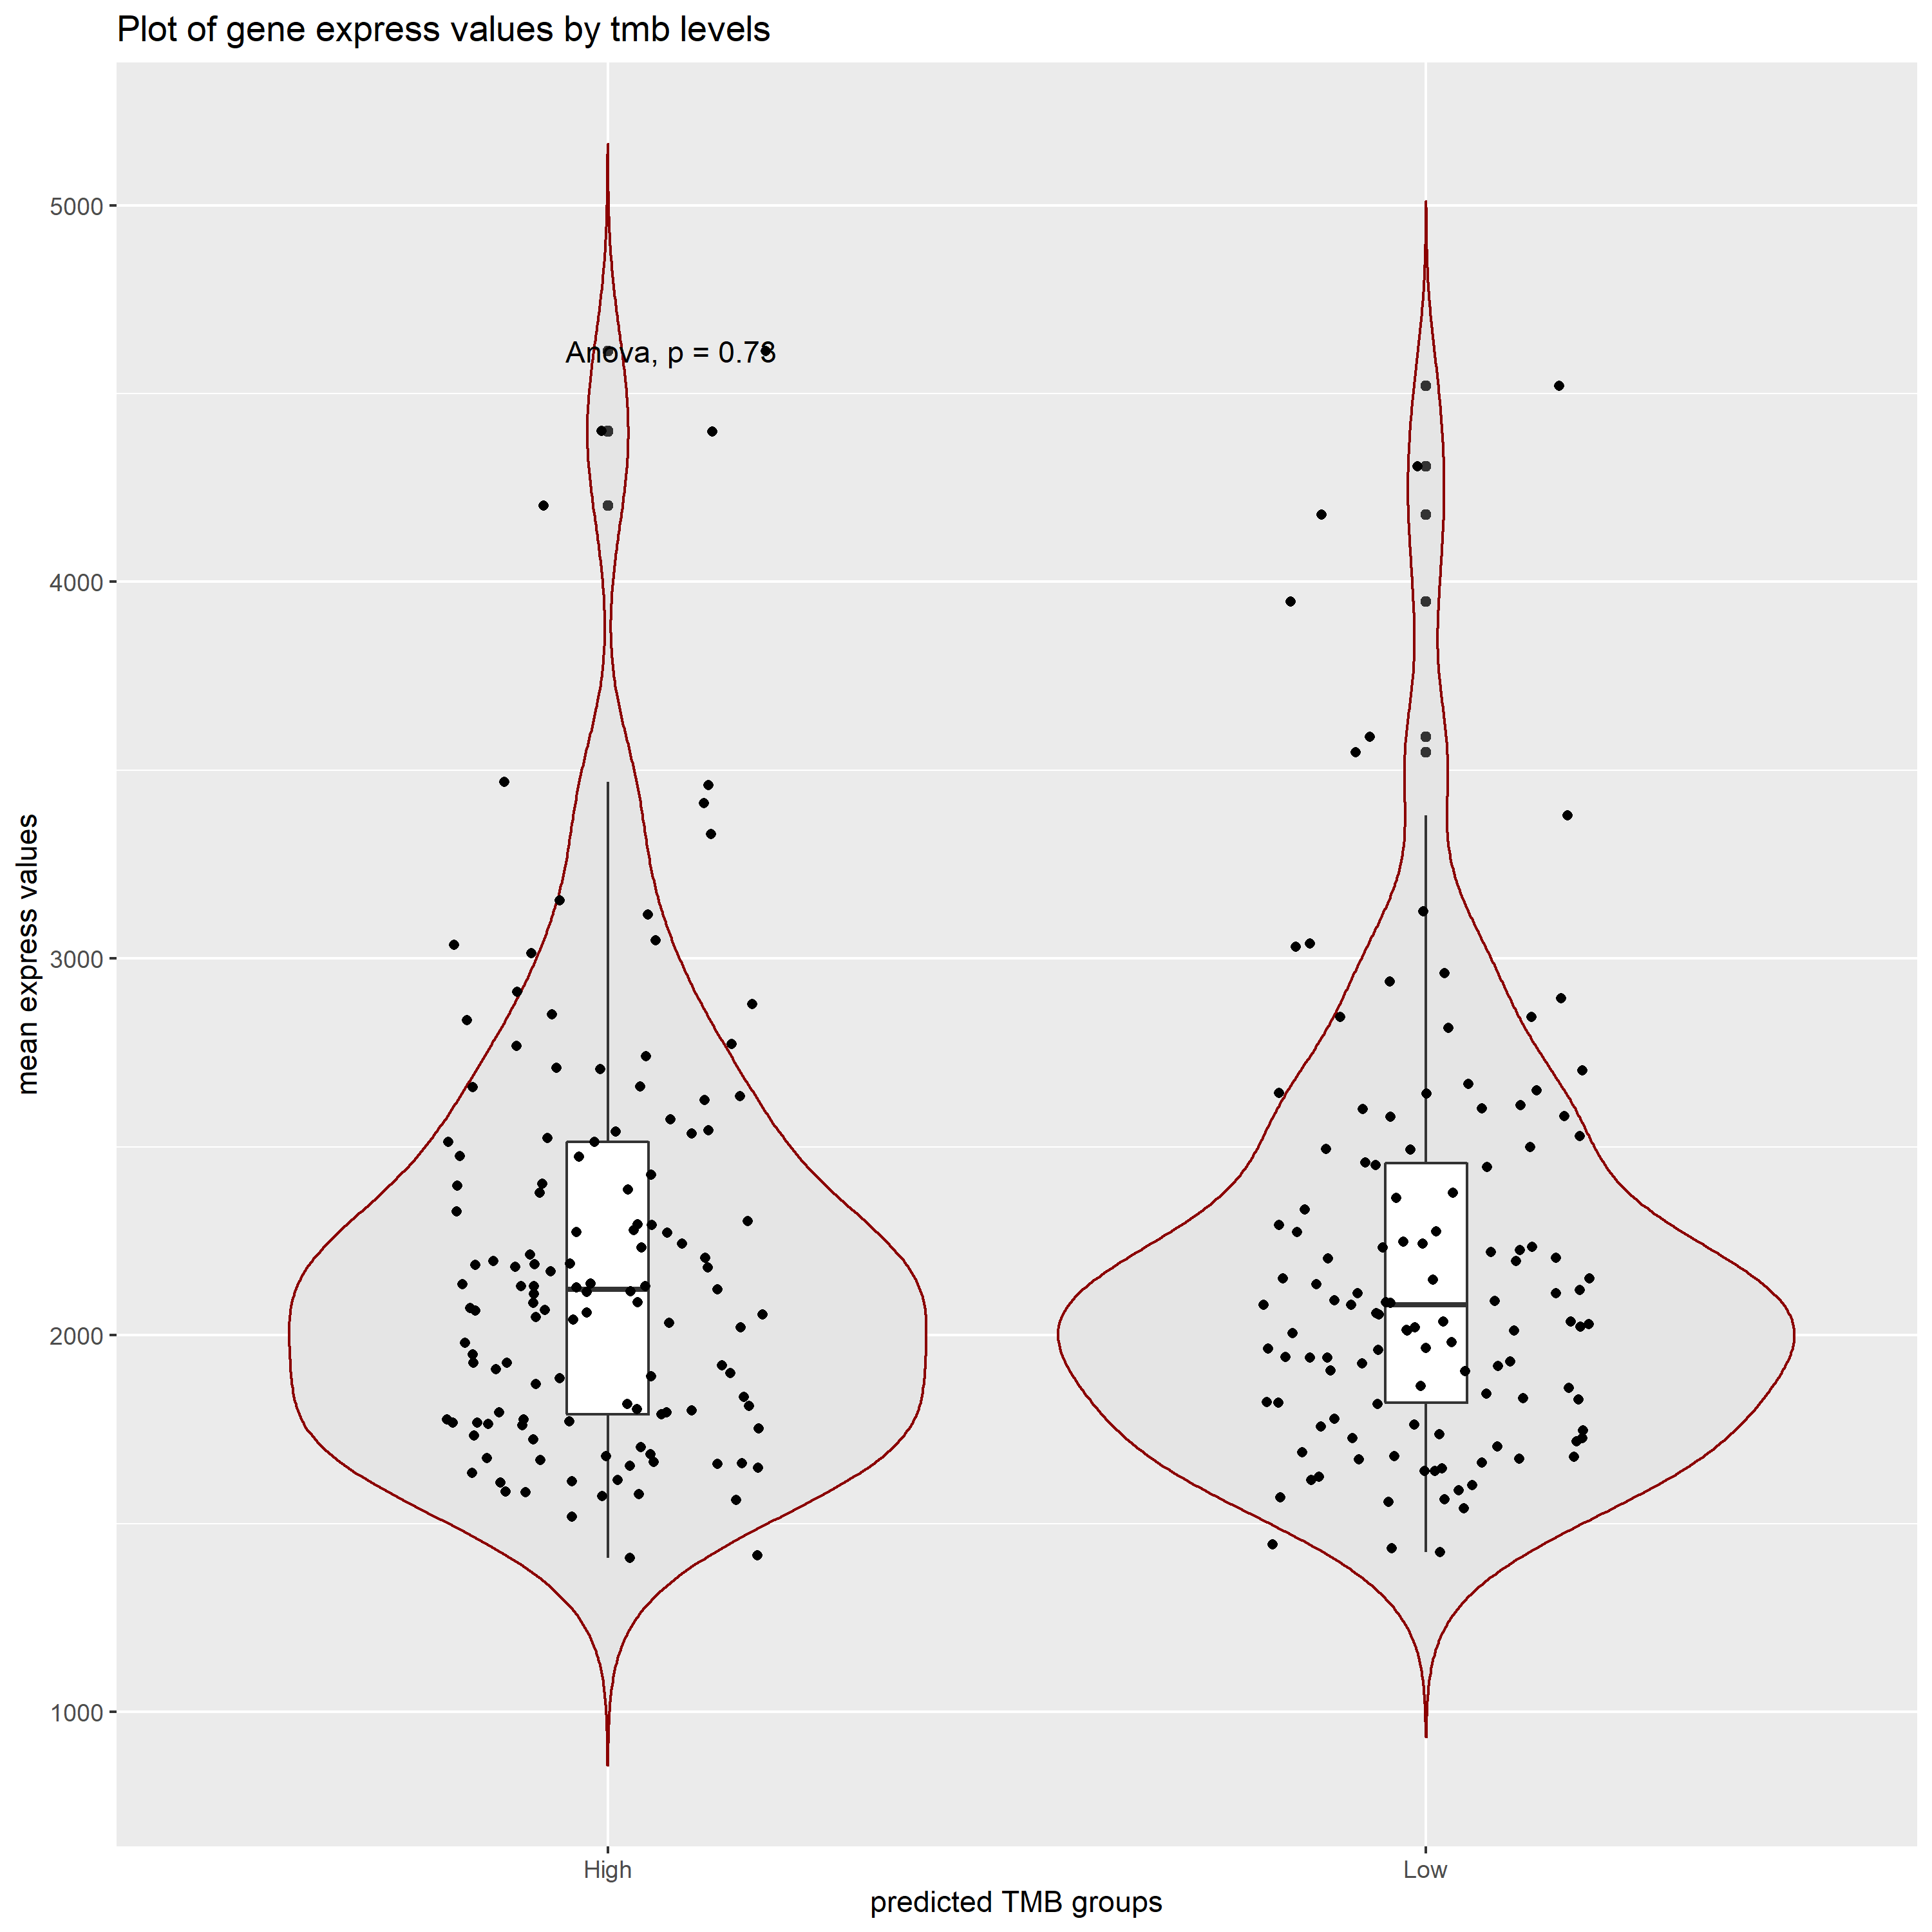 Plot of gene express values by tmb levels
5000
Anova, p = 0.73
4000
3000
2000
1000
mean express values
High
Low
predicted TMB groups